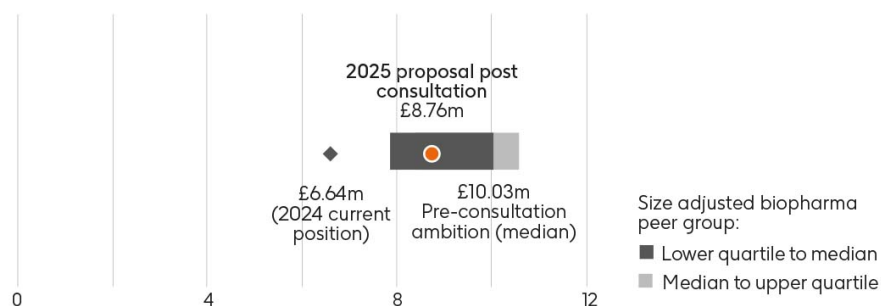 2025 proposal post
consultation
£8.76m
£6.64m
(2024 current
position)
£10.03m
Pre-consultation
ambition (median)
Size adjusted biopharma
peer group:
Lower quartile to median
Median to upper quartile
0 4 8 12